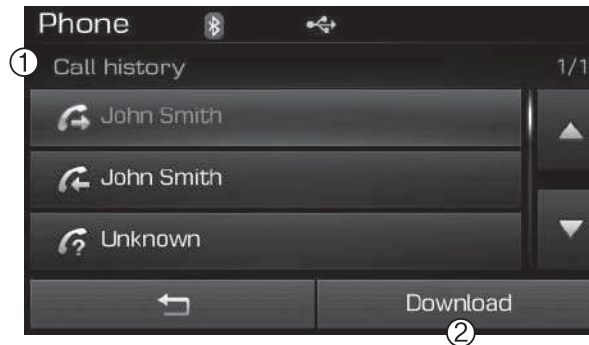 Phone
① Call history 1/1
John Smith
John Smith
Unknown
Download
②